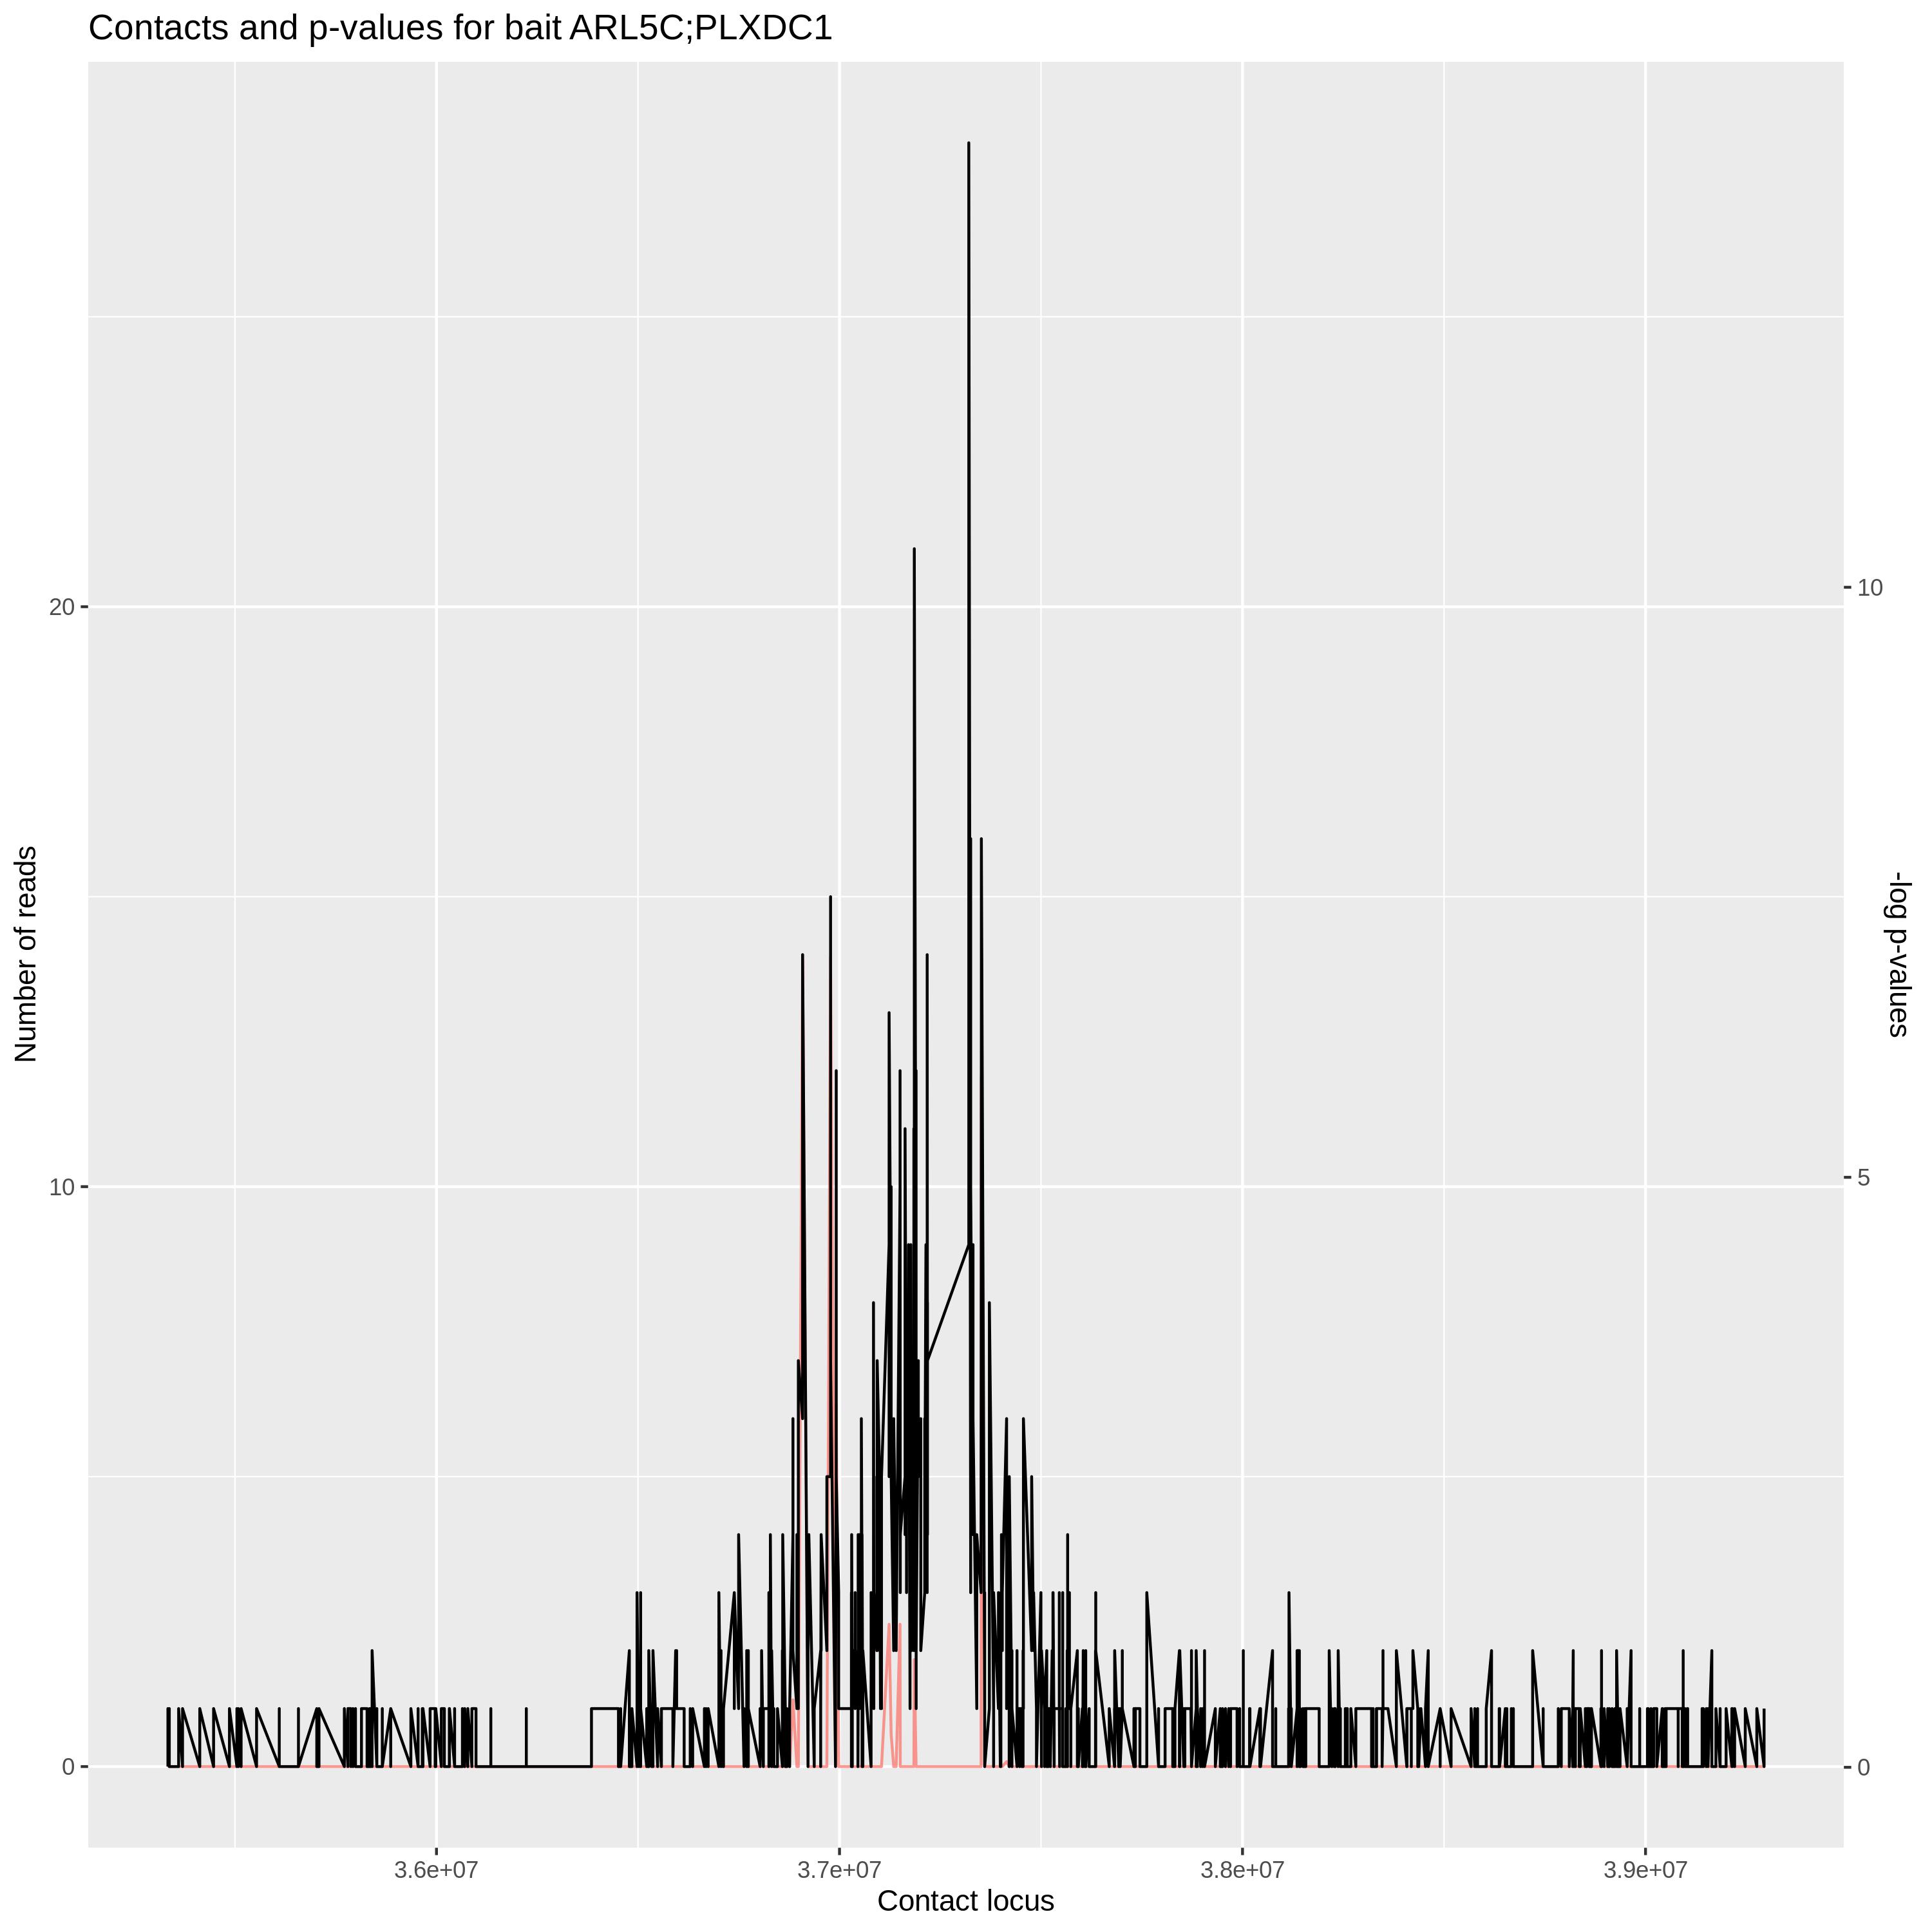 Contacts and p-values for bait ARL5C;PLXDC1
20
10
0
Number of reads
10
5
0
-log p-values
3.6e+07
3.7e+07
3.8e+07
3.9e+07
Contact locus